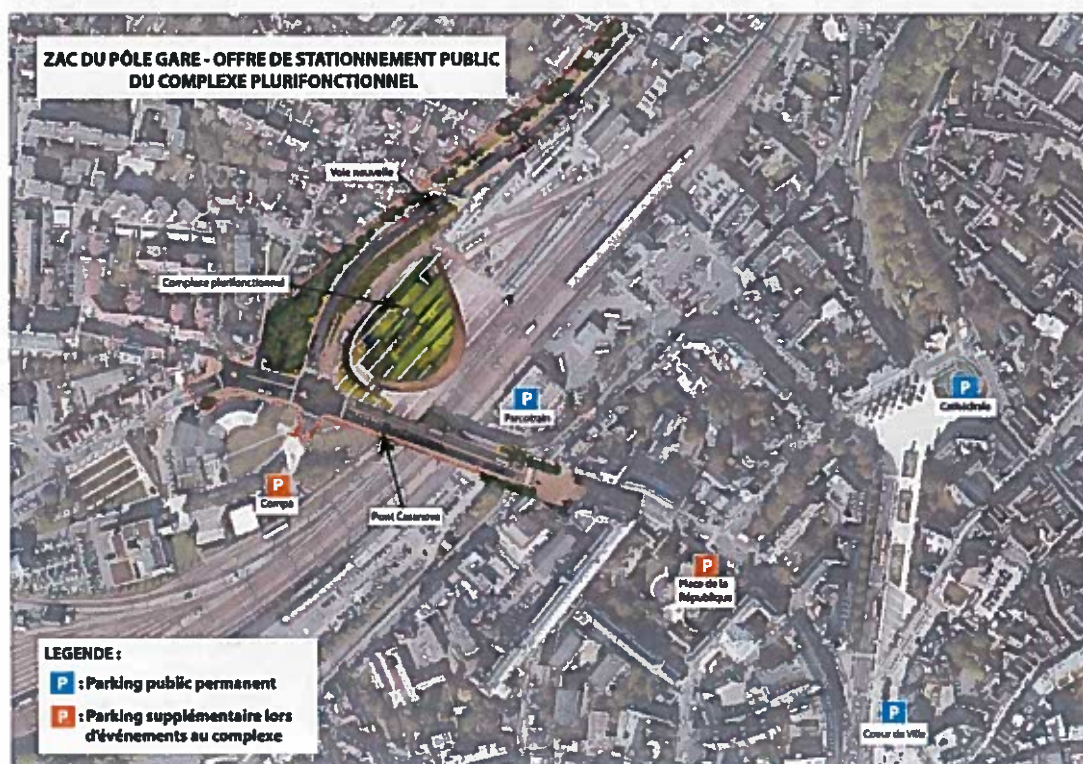 ZAC DU PÔLE GARE - OFFRE DE STATIONNEMENT PUBLIC
DU COMPLEXE PLURIFONCTIONNEL
Voie nouvelle
Complexe plurifonctionnel
P
Parcotrain
P
Cathédrale
P
Compa
Pont Casanova
P
Place de la
République
P
Coeur de Ville
LEGENDE :
P : Parking public permanent
P : Parking supplémentaire lors
d'événements au complexe